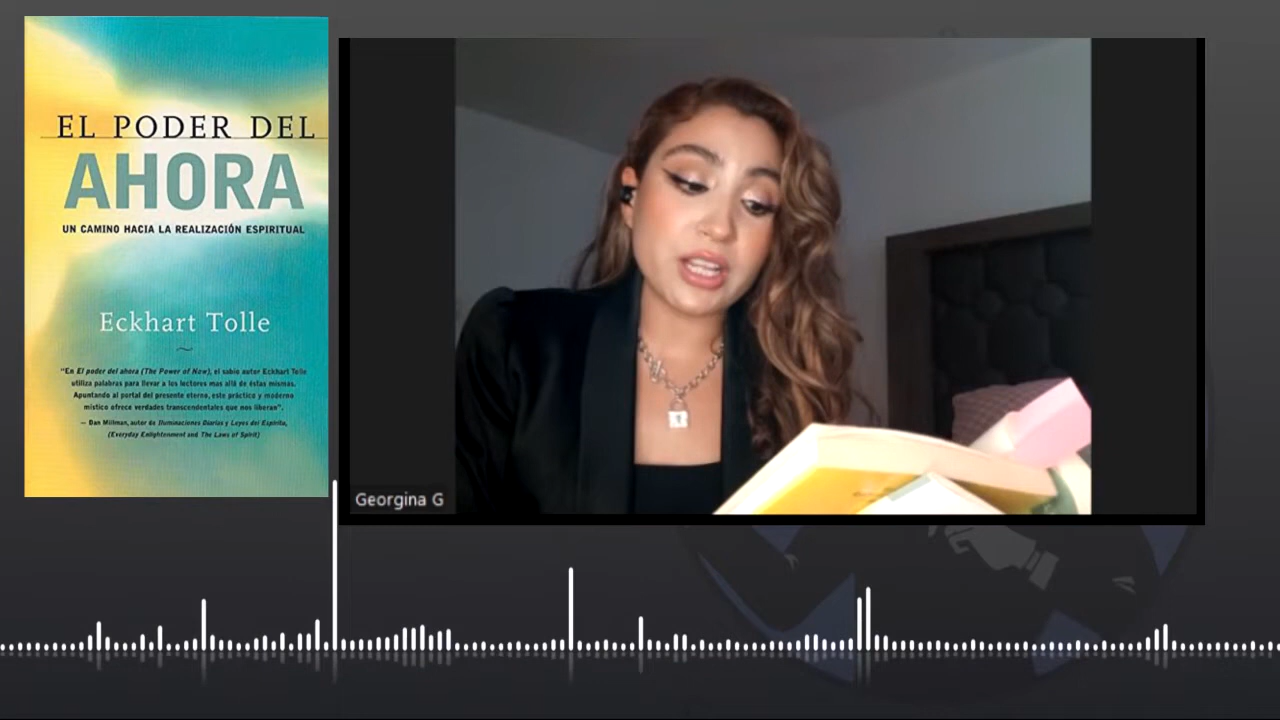 EL PODER DEL
AHORA
UN CAMINO HACIA LA REALIZACIÓN ESPIRITUAL
Eckhart Tolle
“En El poder del ahora (The Power of Now), el sabio autor Eckhart Tolle
utiliza palabras para llevar a los lectores mas allá de éstas mismas.
Apuntando al portal del presente eterno, este práctico y moderno
místico ofrece verdades transcendentales que nos liberan”.
— Dan Millman, autor de Iluminaciones Diarias y Leyes del Espíritu,
(Everyday Enlightenment and The Laws of Spirit)
Georgina G